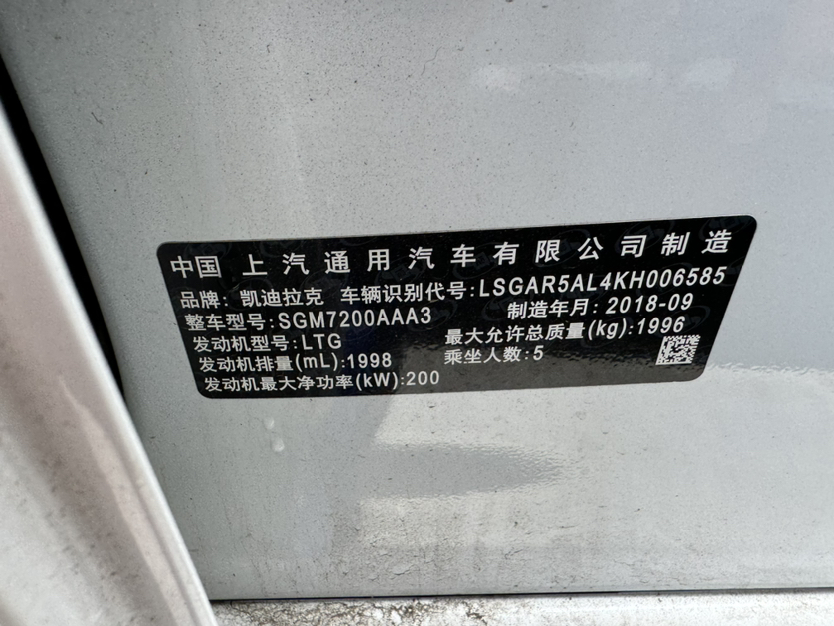 中国 上汽通用汽车有限公司制造
品牌: 凯迪拉克 车辆识别代号:LSGAR5AL4KH006585
整车型号:SGM7200AAA3 制造年月: 2018-09
发动机型号:LTG 最大允许总质量(kg):1996
发动机排量(mL):1998 乘坐人数:5
发动机最大净功率(kW):200